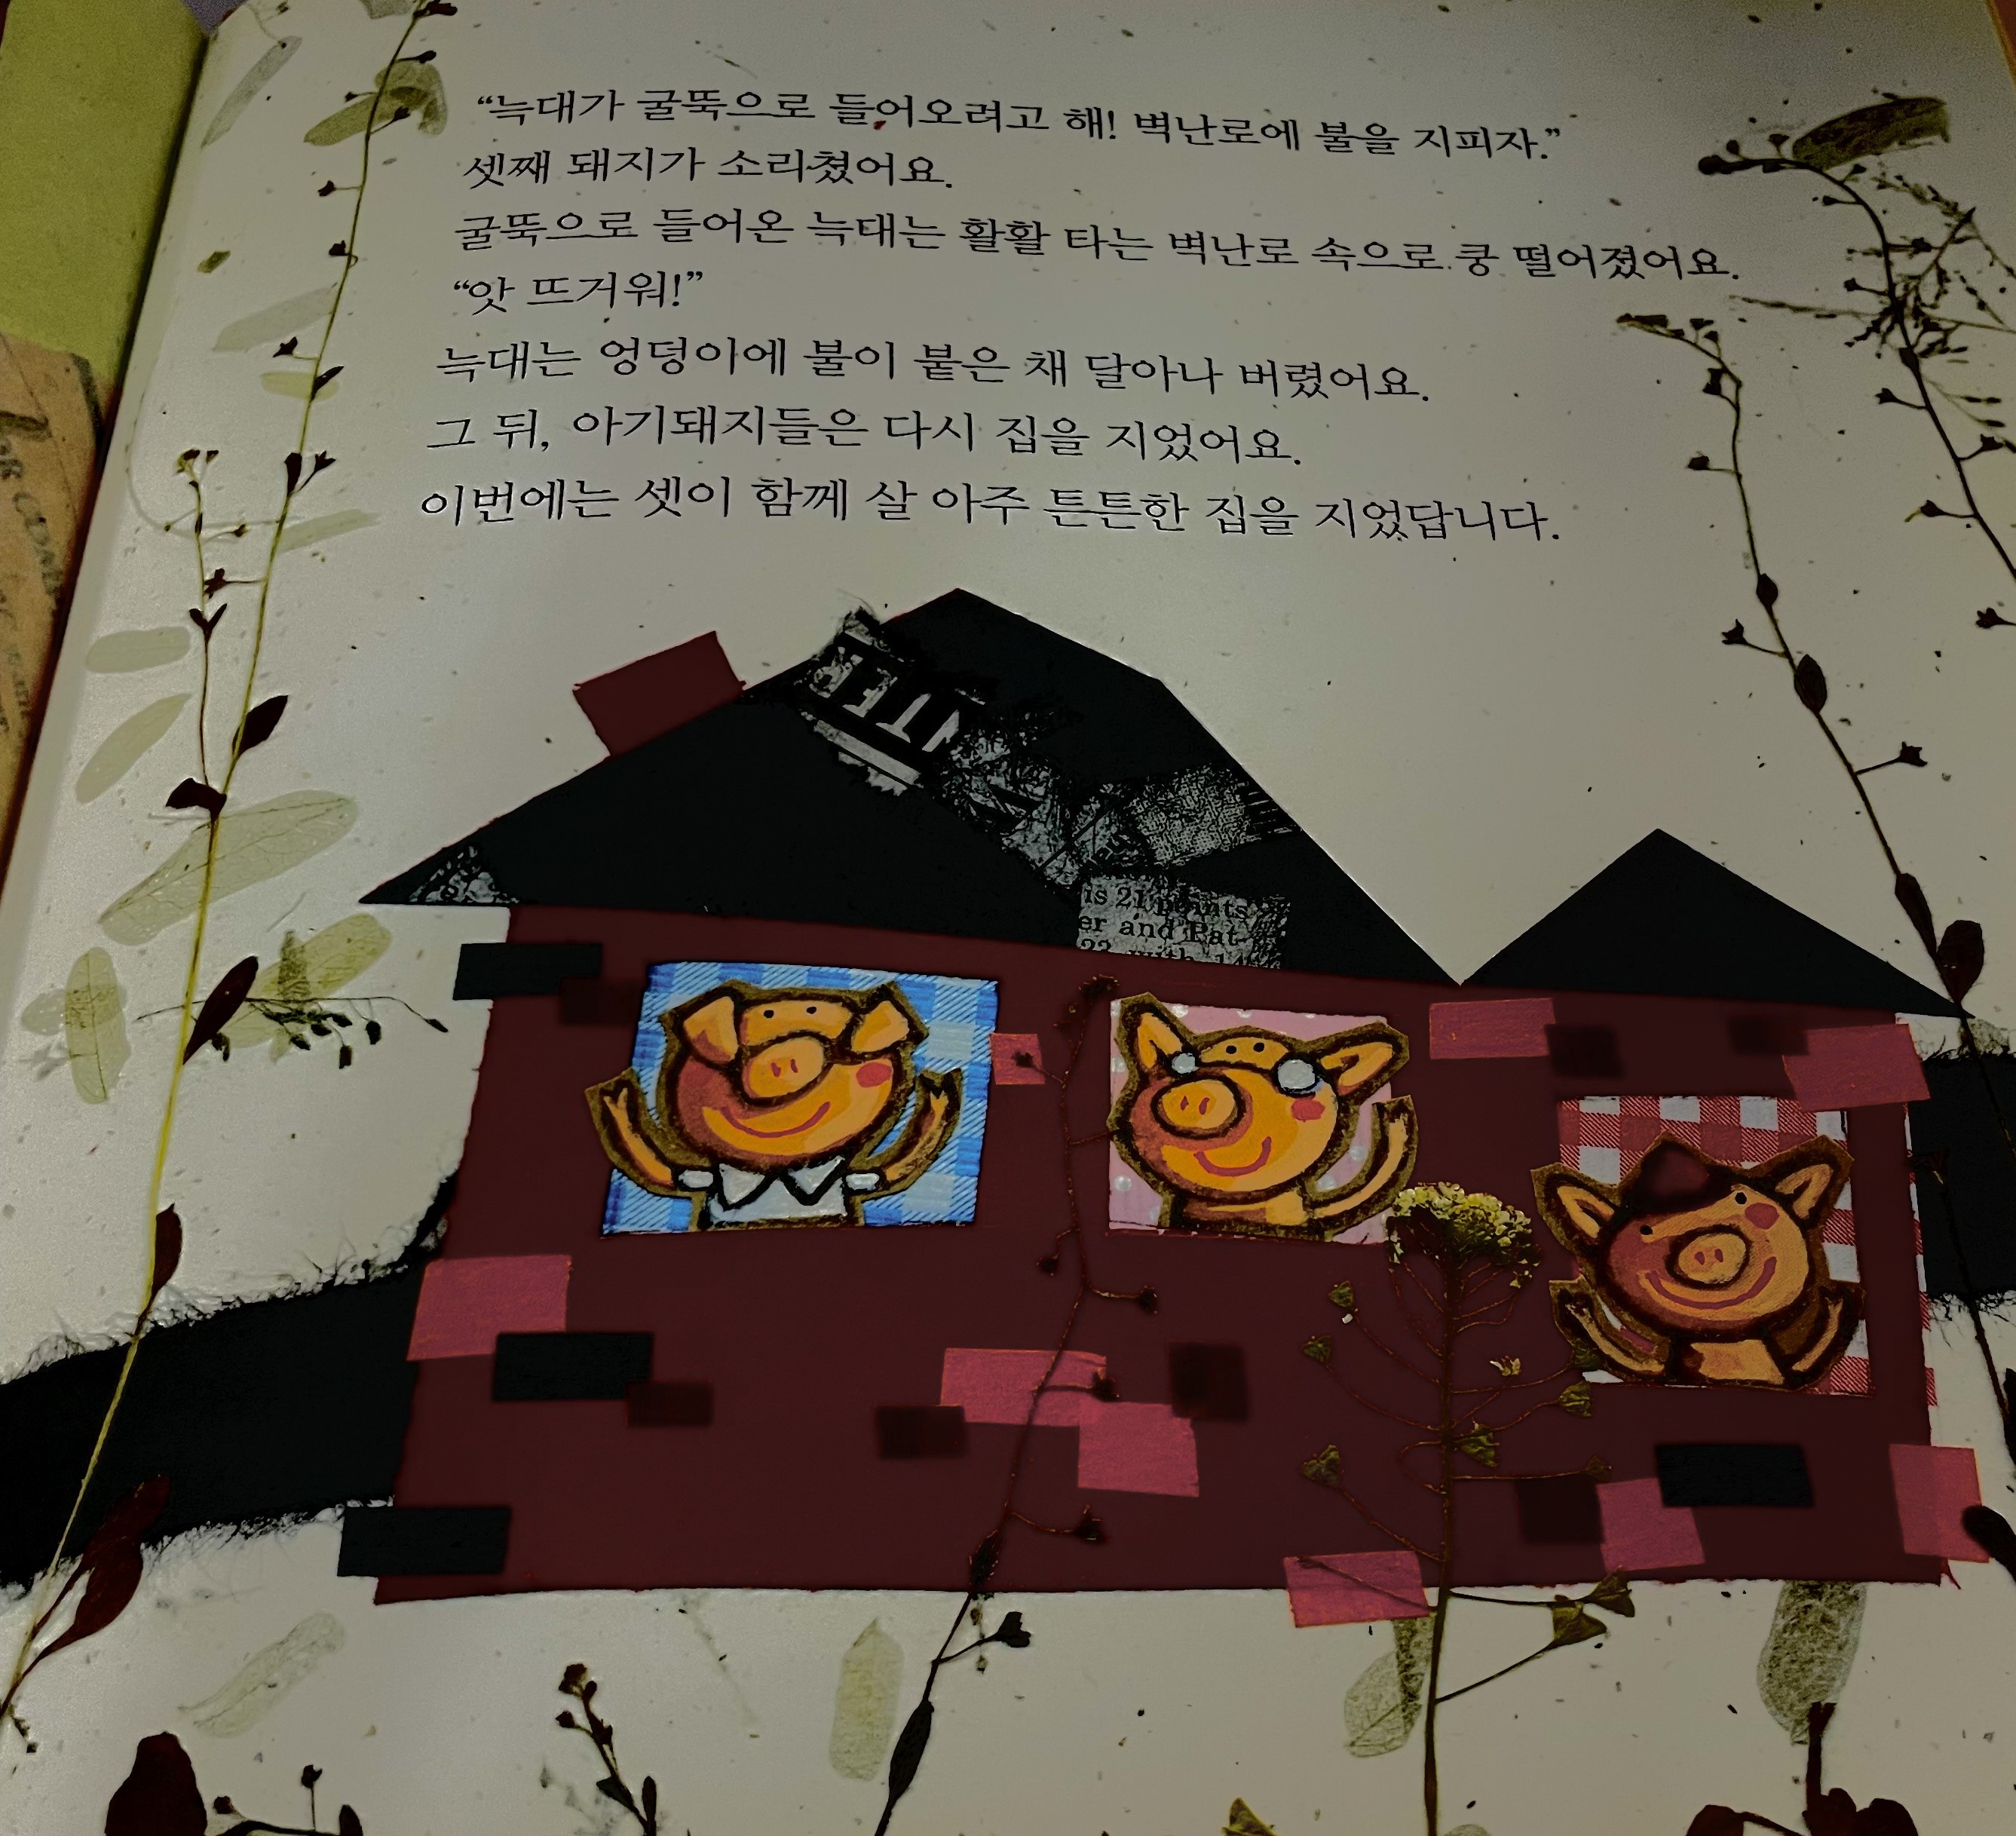 “늑대가 굴뚝으로 들어오려고 해! 벽난로에 불을 지피자.”
셋째 돼지가 소리쳤어요.
굴뚝으로 들어온 늑대는 활활 타는 벽난로 속으로 쿵 떨어졌어요.
“앗 뜨거워!”
늑대는 엉덩이에 불이 붙은 채 달아나 버렸어요.
그 뒤, 아기돼지들은 다시 집을 지었어요.
이번에는 셋이 함께 살 아주 튼튼한 집을 지었답니다.
is 21 points
er and Pat-
22 with